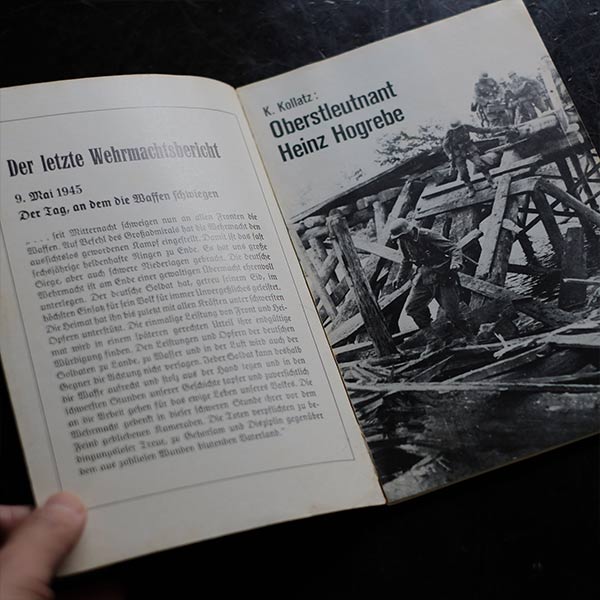 Der letzte Wehrmachtsbericht
9. Mai 1945
Der Tag, an dem die Waffen schwiegen
. . . . seit Mitternacht schweigen nun an allen Fronten die
Waffen. Auf Befehl des Großadmirals hat die Wehrmacht den
aussichtslos gewordenen Kampf eingestellt. Damit ist das fast
sechsjährige heldenhafte Ringen zu Ende. Es hat uns große
Siege, aber auch schwere Niederlagen gebracht. Die deutsche
Wehrmacht ist am Ende einer gewaltigen Übermacht ehrenvoll
unterlegen. Der deutsche Soldat hat, getreu seinem Eid, im
höchsten Einsatz für sein Volk für immer Unvergeßliches geleistet.
Die Heimat hat ihn bis zuletzt mit allen Kräften unter schwersten
Opfern unterstützt. Die einmalige Leistung von Front und Hei-
mat wird in einem späteren gerechten Urteil ihre endgültige
Würdigung finden. Den Leistungen und Opfern der deutschen
Soldaten zu Lande, zu Wasser und in der Luft wird auch der
Gegner die Achtung nicht versagen. Jeder Soldat kann deshalb
die Waffe aufrecht und stolz aus der Hand legen und in den
schwersten Stunden unserer Geschichte tapfer und zuversichtlich
an die Arbeit gehen für das ewige Leben unseres Volkes. Die
Wehrmacht gedenkt in dieser schweren Stunde ihrer vor dem
Feind gebliebenen Kameraden. Die Toten verpflichten zu be-
dingungsloser Treue, zu Gehorsam und Disziplin gegenüber
dem aus zahllosen Wunden blutenden Vaterland."
K. Kollatz:
Oberstleutnant
Heinz Hogrebe